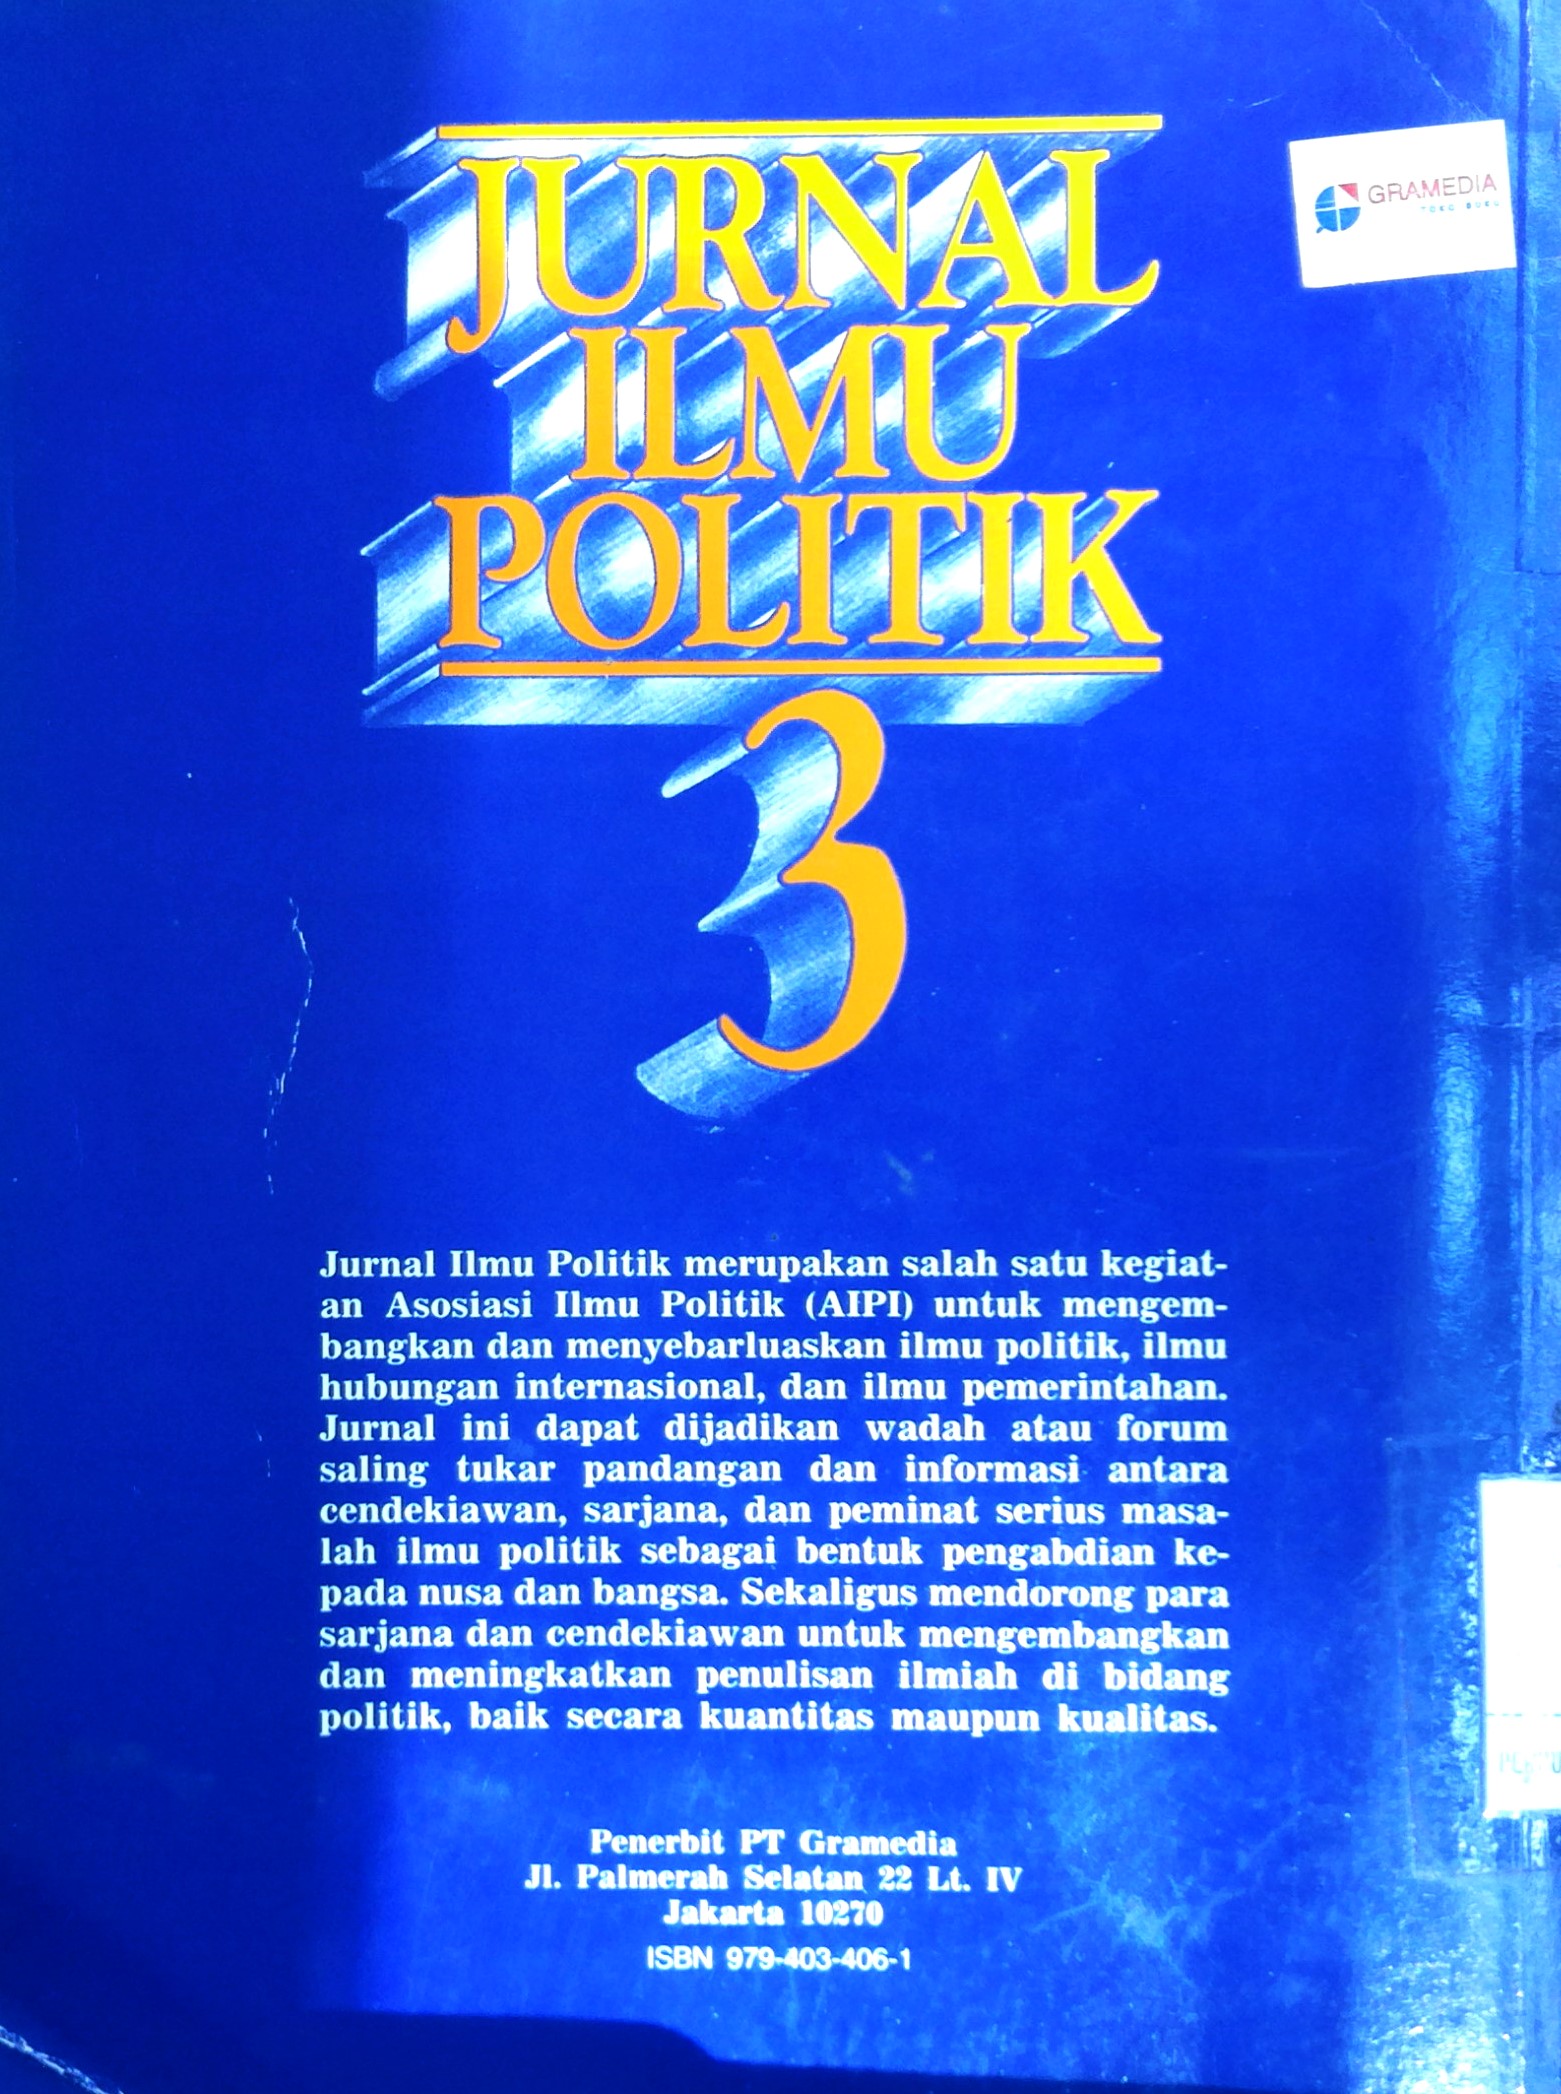 JURNAL
ILMU
POLITIK
3
GRAMEDIA
TOKO BUKU
Jurnal Ilmu Politik merupakan salah satu kegiat-
an Asosiasi Ilmu Politik (AIPI) untuk mengem-
bangkan dan menyebarluaskan ilmu politik, ilmu
hubungan internasional, dan ilmu pemerintahan.
Jurnal ini dapat dijadikan wadah atau forum
saling tukar pandangan dan informasi antara
cendekiawan, sarjana, dan peminat serius masa-
lah ilmu politik sebagai bentuk pengabdian ke-
pada nusa dan bangsa. Sekaligus mendorong para
sarjana dan cendekiawan untuk mengembangkan
dan meningkatkan penulisan ilmiah di bidang
politik, baik secara kuantitas maupun kualitas.
Penerbit PT Gramedia
Jl. Palmerah Selatan 22 Lt. IV
Jakarta 10270
ISBN 979-403-406-1